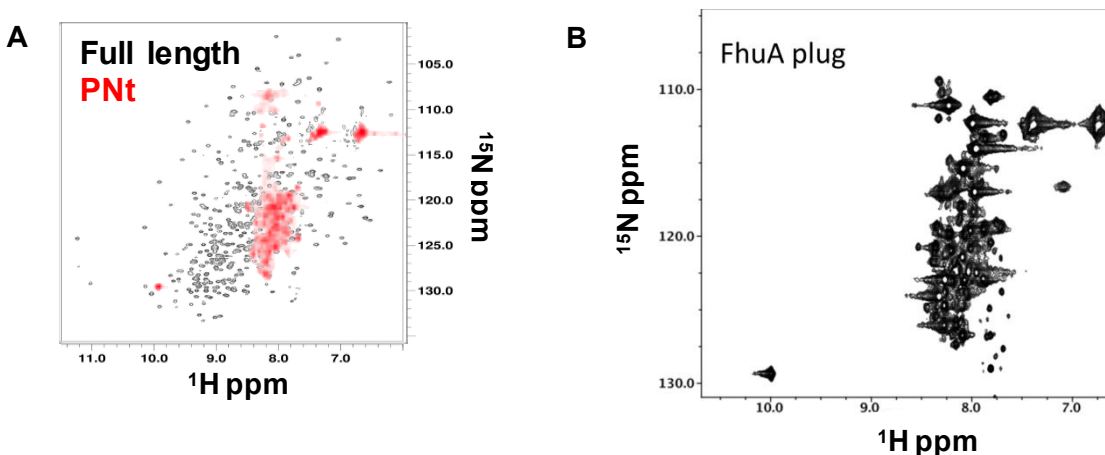 A
Full length
PNt
105.0
110.0
115.0
120.0
125.0
130.0
15N ppm
11.0 10.0 9.0 8.0 7.0
1H ppm
B
FhuA plug
110.0
120.0
130.0
15N ppm
10.0 9.0 8.0 7.0
1H ppm